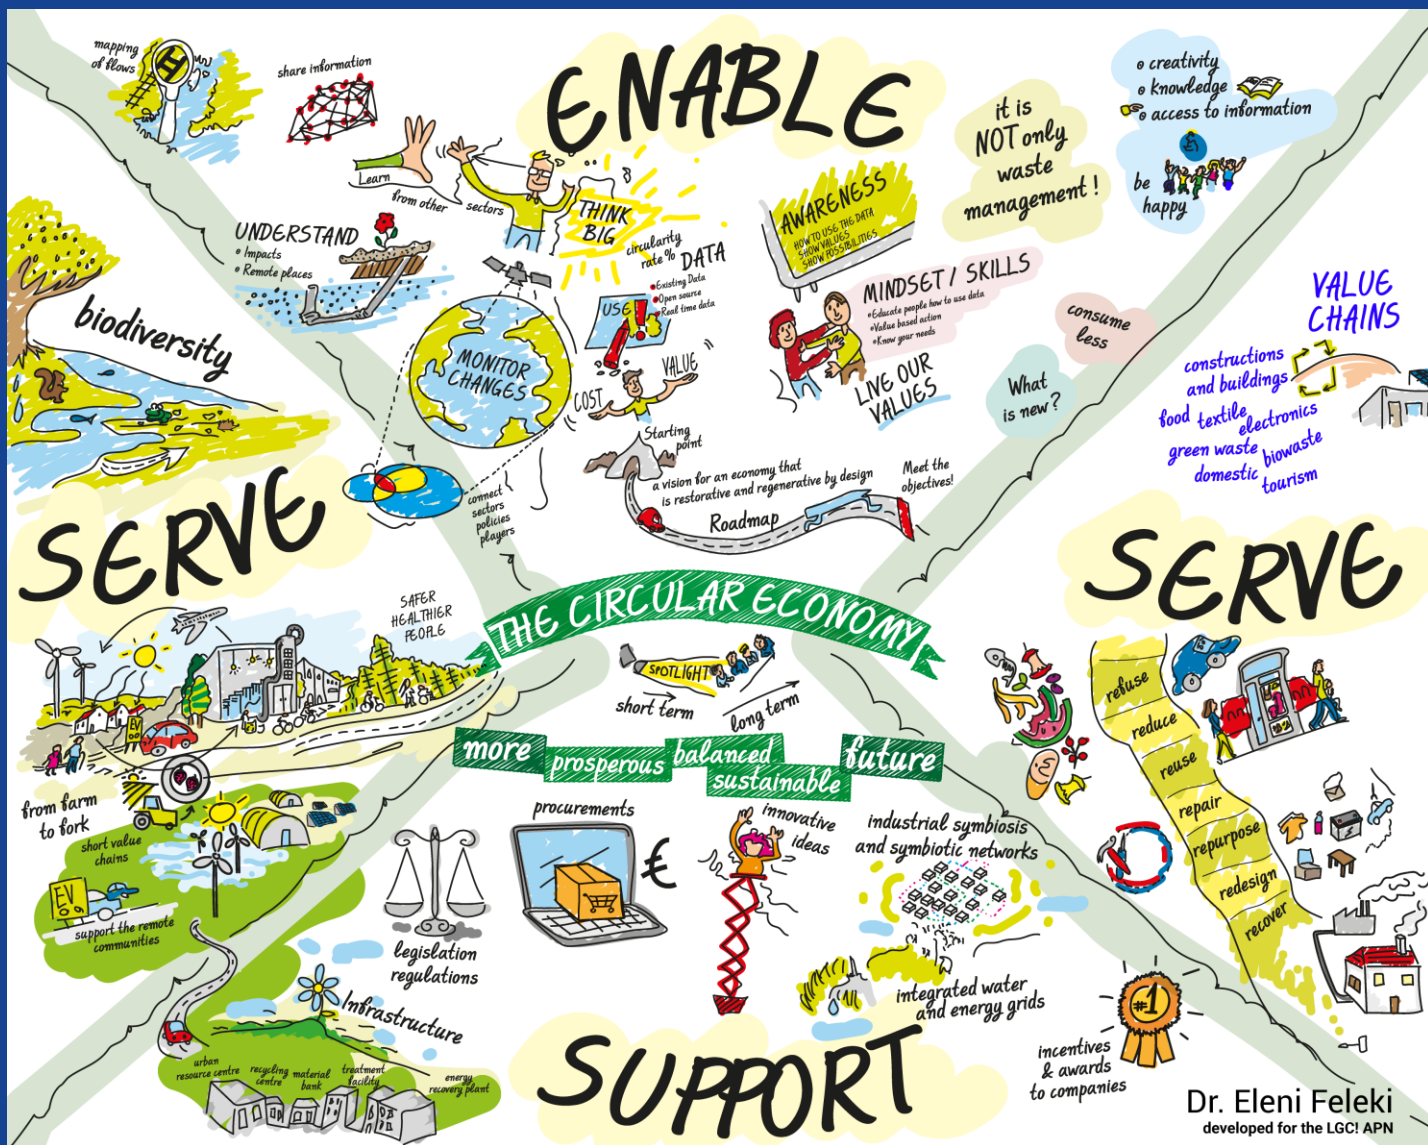 mapping
of flows
H
share information
ENABLE
it is
NOT only
waste
management!
creativity
knowledge
access to information
be
happy
Learn
from other
sectors
THINK
BIG
UNDERSTAND
Impacts
Remote places
circularity
rate %
DATA
Existing Data
Open source
Real time data
USE
AWARENESS
HOW TO USE THE DATA
SHOW VALUES
SHOW POSSIBILITIES
MINDSET / SKILLS
Educate people how to use data
Value based action
Know your needs
LIVE OUR
VALUES
consume
less
What
is new?
VALUE
CHAINS
constructions
and buildings
food textile electronics
green waste biowaste
domestic tourism
biodiversity
MONITOR
CHANGES
COST
VALUE
Starting
point
a vision for an economy that
is restorative and regenerative by design
Meet the
objectives!
Roadmap
connect
sectors
policies
players
SERVE
SERVE
THE CIRCULAR ECONOMY
SAFER
HEALTHIER
PEOPLE
SPOTLIGHT
short term
long term
more
prosperous
balanced
sustainable
future
EV
from farm
to fork
short value
chains
EV
support the remote
communities
legislation
regulations
procurements
€
innovative
ideas
industrial symbiosis
and symbiotic networks
integrated water
and energy grids
refuse
reduce
reuse
repair
repurpose
redesign
recover
Infrastructure
urban
resource centre
recycling
centre
material
bank
treatment
facility
energy
recovery plant
SUPPORT
#1
incentives
& awards
to companies
Dr. Eleni Feleki
developed for the LGC! APN